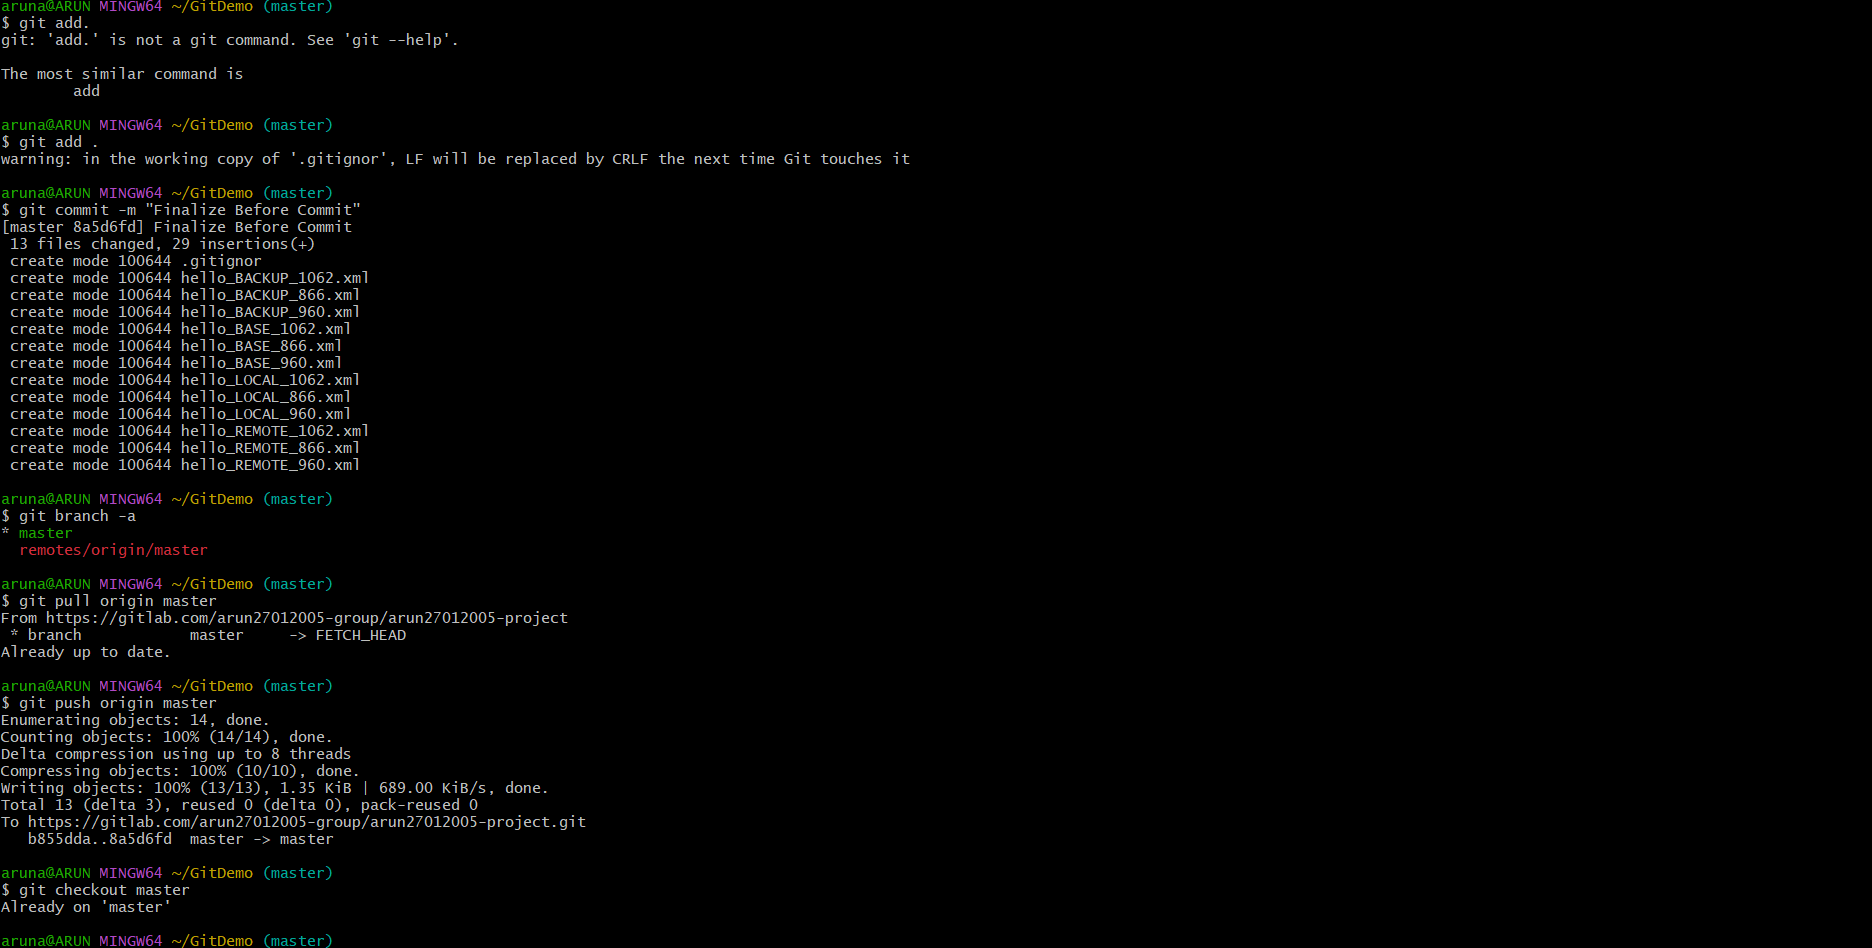 aruna@ARUN MINGW64 ~/GitDemo (master)
$ git add.
git: 'add.' is not a git command. See 'git --help'.
The most similar command is
        add
aruna@ARUN MINGW64 ~/GitDemo (master)
$ git add .
warning: in the working copy of '.gitignor', LF will be replaced by CRLF the next time Git touches it
aruna@ARUN MINGW64 ~/GitDemo (master)
$ git commit -m "Finalize Before Commit"
[master 8a5d6fd] Finalize Before Commit
 13 files changed, 29 insertions(+)
 create mode 100644 .gitignor
 create mode 100644 hello_BACKUP_1062.xml
 create mode 100644 hello_BACKUP_866.xml
 create mode 100644 hello_BACKUP_960.xml
 create mode 100644 hello_BASE_1062.xml
 create mode 100644 hello_BASE_866.xml
 create mode 100644 hello_BASE_960.xml
 create mode 100644 hello_LOCAL_1062.xml
 create mode 100644 hello_LOCAL_866.xml
 create mode 100644 hello_LOCAL_960.xml
 create mode 100644 hello_REMOTE_1062.xml
 create mode 100644 hello_REMOTE_866.xml
 create mode 100644 hello_REMOTE_960.xml
aruna@ARUN MINGW64 ~/GitDemo (master)
$ git branch -a
* master
  remotes/origin/master
aruna@ARUN MINGW64 ~/GitDemo (master)
$ git pull origin master
From https://gitlab.com/arun27012005-group/arun27012005-project
 * branch            master     -> FETCH_HEAD
Already up to date.
aruna@ARUN MINGW64 ~/GitDemo (master)
$ git push origin master
Enumerating objects: 14, done.
Counting objects: 100% (14/14), done.
Delta compression using up to 8 threads
Compressing objects: 100% (10/10), done.
Writing objects: 100% (13/13), 1.35 KiB | 689.00 KiB/s, done.
Total 13 (delta 3), reused 0 (delta 0), pack-reused 0
To https://gitlab.com/arun27012005-group/arun27012005-project.git
   b855dda..8a5d6fd  master -> master
aruna@ARUN MINGW64 ~/GitDemo (master)
$ git checkout master
Already on 'master'
aruna@ARUN MINGW64 ~/GitDemo (master)